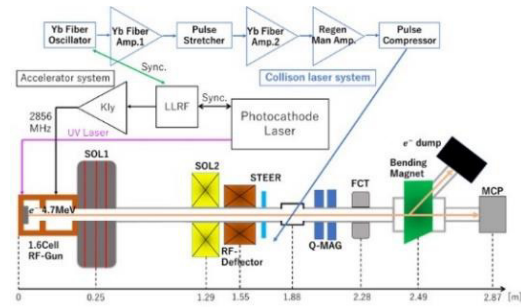 Yb Fiber
Oscillator
Yb Fiber
Amp.1
Pulse
Stretcher
Yb Fiber
Amp.2
Regen
Man Amp.
Pulse
Compressor
Sync.
Collison laser system
Accelerator system
Kly
LLRF
Sync.
Photocathode
Laser
2856
MHz
UV Laser
SOL1
SOL2
STEER
FCT
Bending
Magnet
e⁻ dump
MCP
e⁻ 4.7MeV
1.6Cell
RF-Gun
RF-
Deflector
Q-MAG
0
0.25
1.29
1.55
1.88
2.28
2.49
2.87
[m]